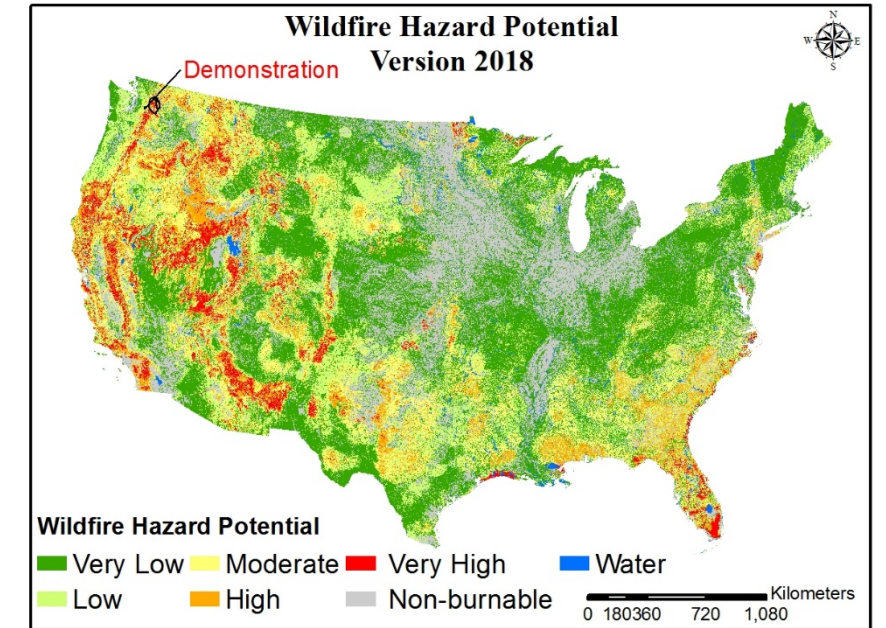 Wildfire Hazard Potential
Version 2018
N
W E
S
Demonstration
Wildfire Hazard Potential
Very Low Moderate Very High Water
Low High Non-burnable
Kilometers
0 180360 720 1,080